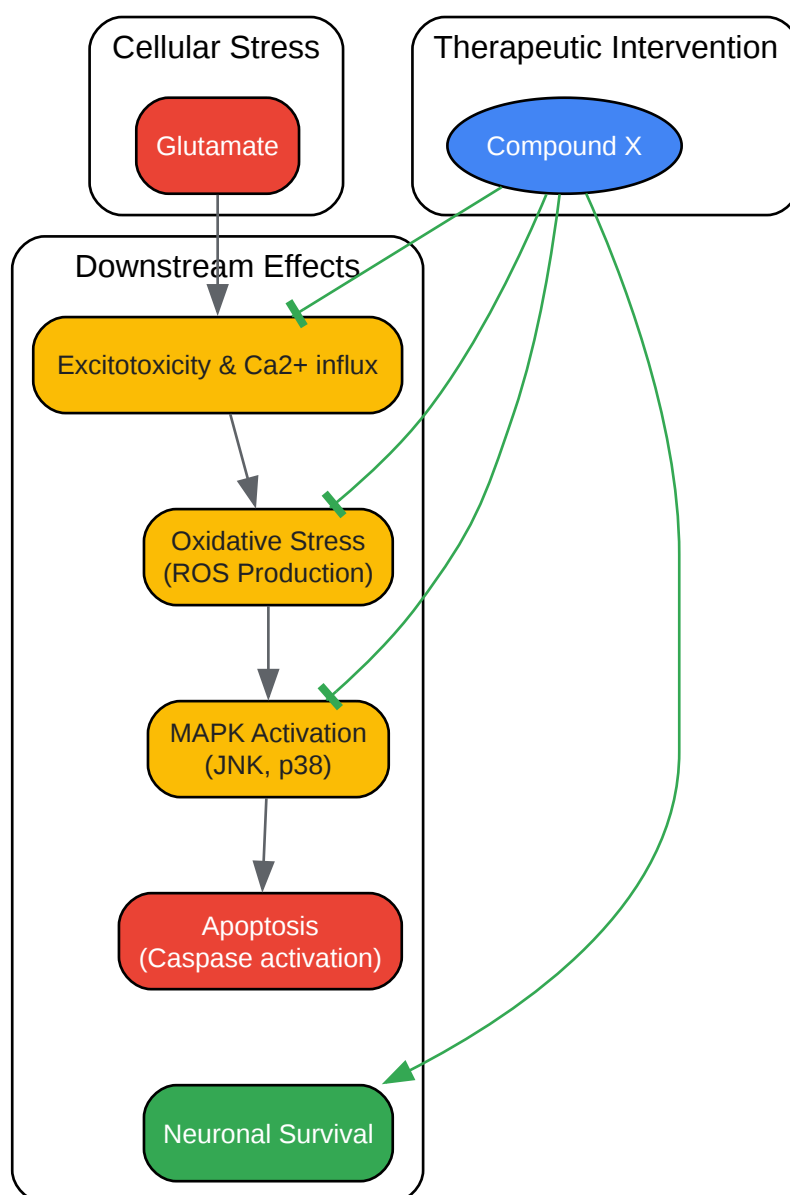 Cellular Stress
Therapeutic Intervention
Glutamate
Compound X
Downstream Effects
Excitotoxicity & Ca2+ influx
Oxidative Stress
(ROS Production)
MAPK Activation
(JNK, p38)
Apoptosis
(Caspase activation)
Neuronal Survival